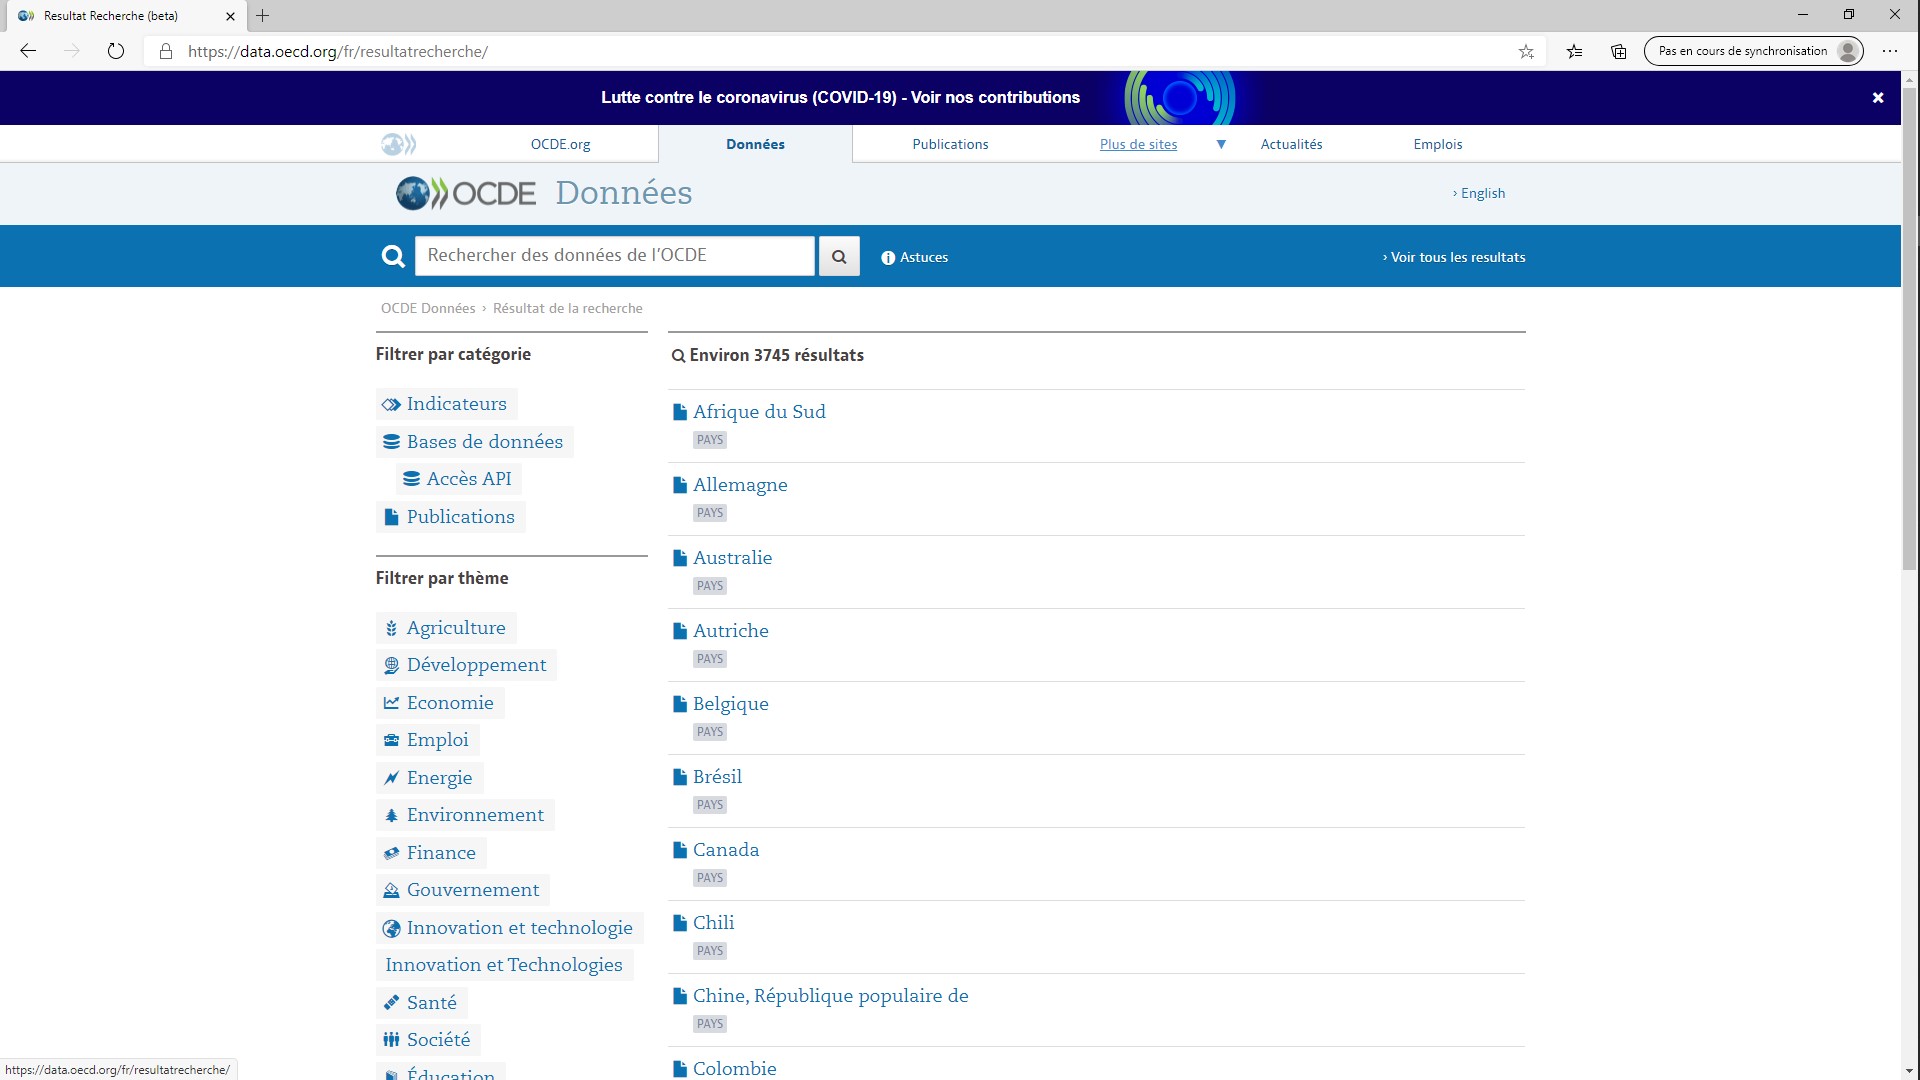 Resultat Recherche (beta)
https://data.oecd.org/fr/resultatrecherche/
Pas en cours de synchronisation
Lutte contre le coronavirus (COVID-19) - Voir nos contributions
OCDE.org
Données
Publications
Plus de sites ▼
Actualités
Emplois
OCDE Données
› English
Rechercher des données de l'OCDE
Astuces
› Voir tous les resultats
OCDE Données › Résultat de la recherche
Filtrer par catégorie
Indicateurs
Bases de données
Accès API
Publications
Filtrer par thème
Agriculture
Développement
Economie
Emploi
Energie
Environnement
Finance
Gouvernement
Innovation et technologie
Innovation et Technologies
Santé
Société
Éducation
Environ 3745 résultats
Afrique du Sud
PAYS
Allemagne
PAYS
Australie
PAYS
Autriche
PAYS
Belgique
PAYS
Brésil
PAYS
Canada
PAYS
Chili
PAYS
Chine, République populaire de
PAYS
Colombie
https://data.oecd.org/fr/resultatrecherche/